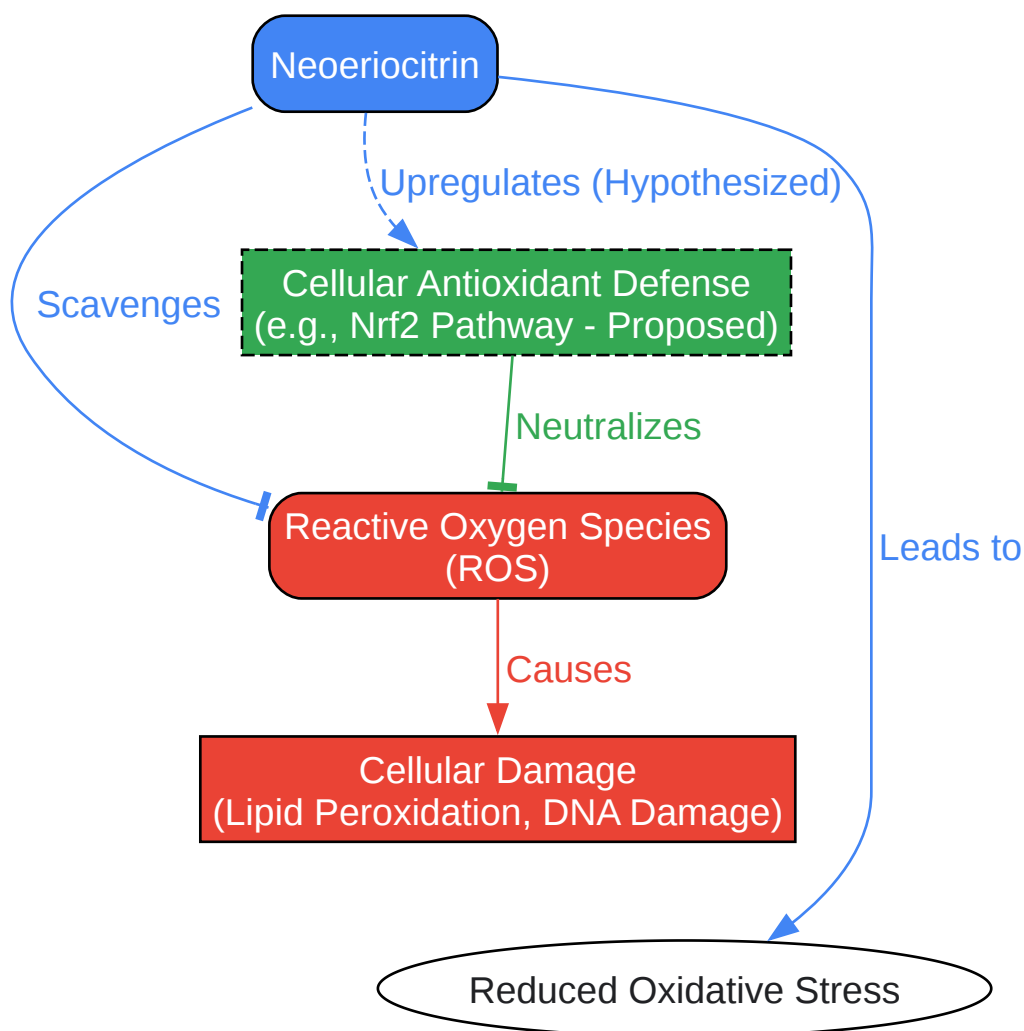 Neoeriocitrin
Upregulates (Hypothesized)
Cellular Antioxidant Defense
(e.g., Nrf2 Pathway - Proposed)
Scavenges
Neutralizes
Reactive Oxygen Species
(ROS)
Leads to
Causes
Cellular Damage
(Lipid Peroxidation, DNA Damage)
Reduced Oxidative Stress